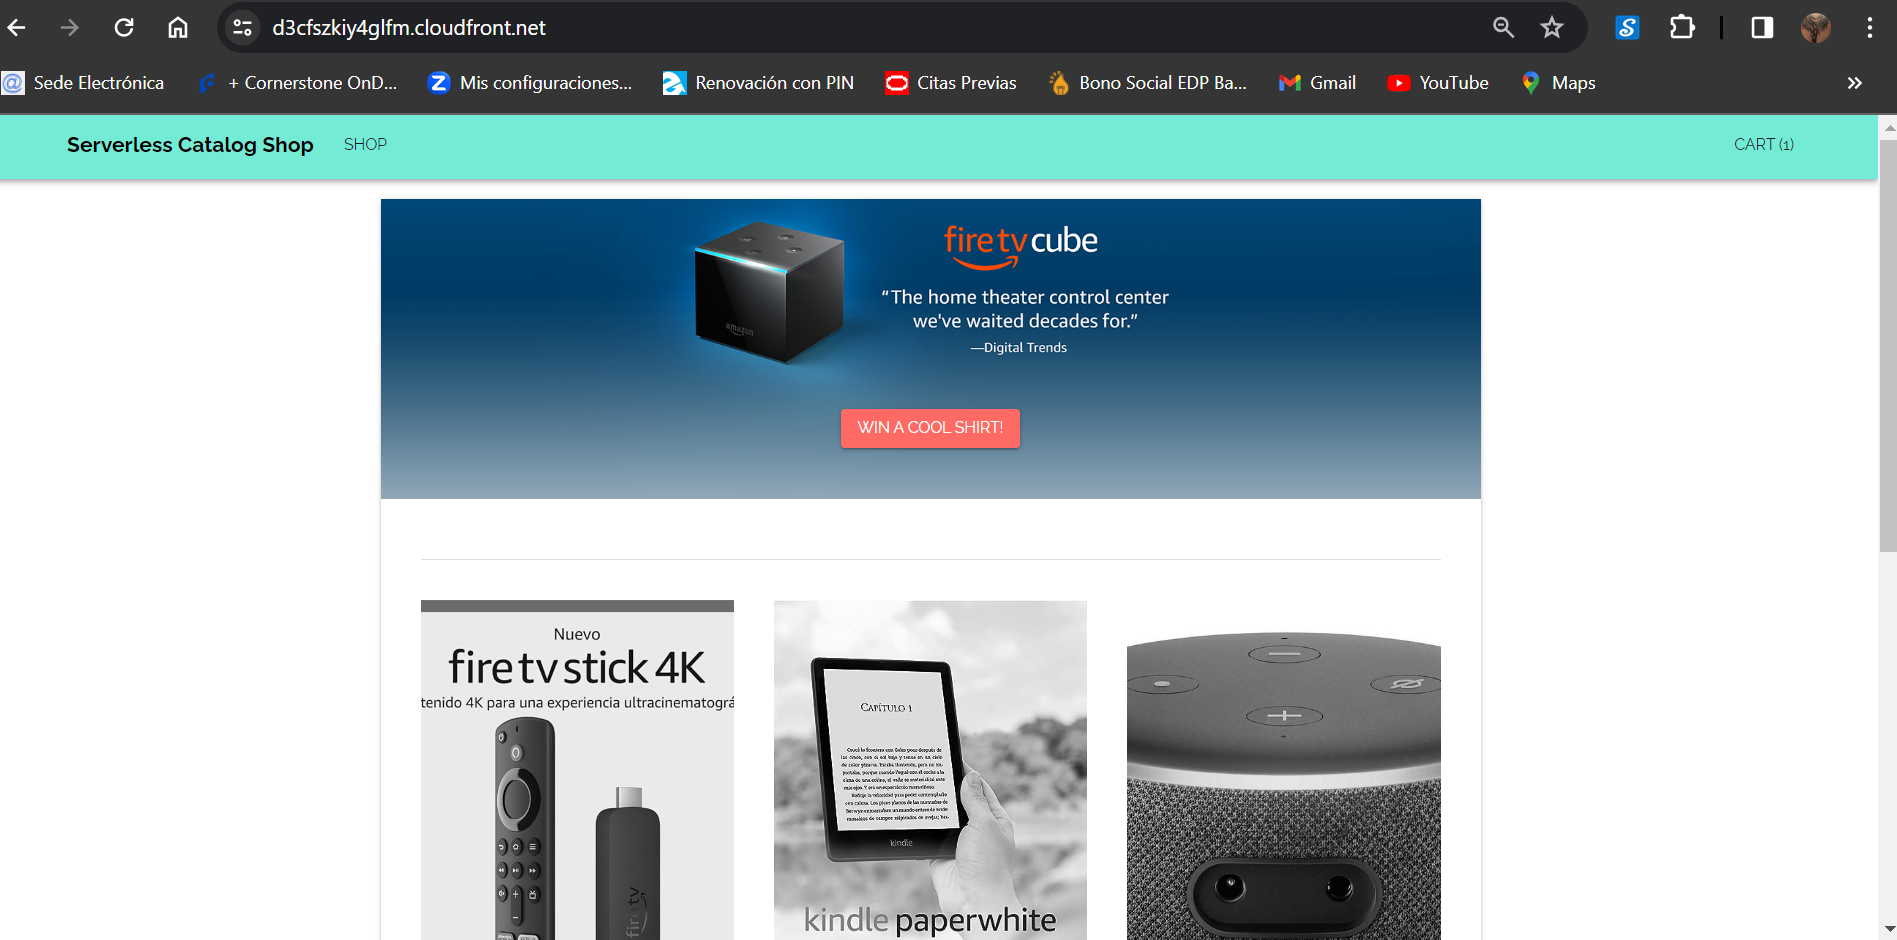 d3cfszkiy4glfm.cloudfront.net
Sede Electrónica
+ Cornerstone OnD...
Mis configuraciones...
Renovación con PIN
Citas Previas
Bono Social EDP Ba...
Gmail
YouTube
Maps
Serverless Catalog Shop
SHOP
CART (1)
fire tv cube
amazon
“The home theater control center
we've waited decades for.”
—Digital Trends
WIN A COOL SHIRT!
Nuevo
fire tv stick 4K
tenido 4K para una experiencia ultracinematográ
fire tv
CAPÍTULO I
kindle
kindle paperwhite